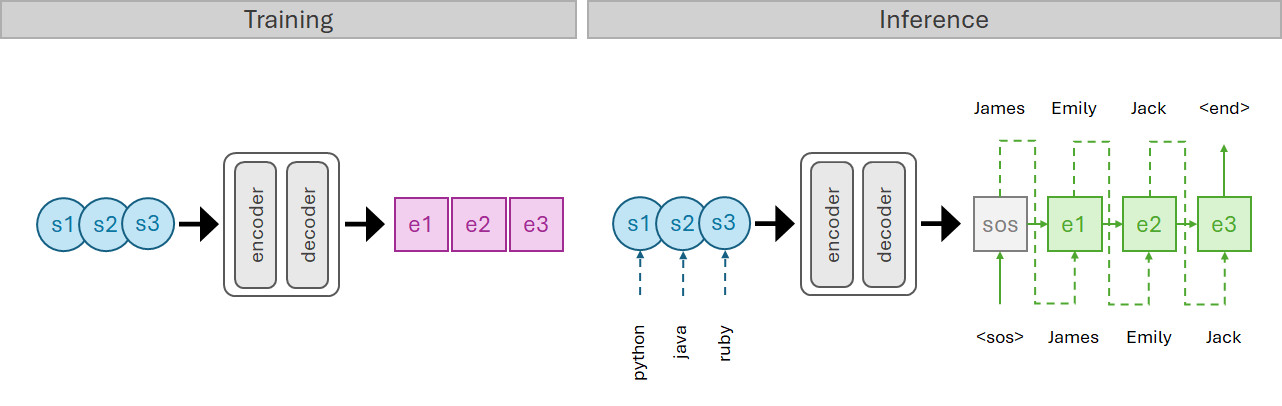 Training
Inference
s1 s2 s3
encoder
decoder
e1 e2 e3
s1 s2 s3
python
java
ruby
encoder
decoder
James Emily Jack <end>
sos e1 e2 e3
<sos> James Emily Jack